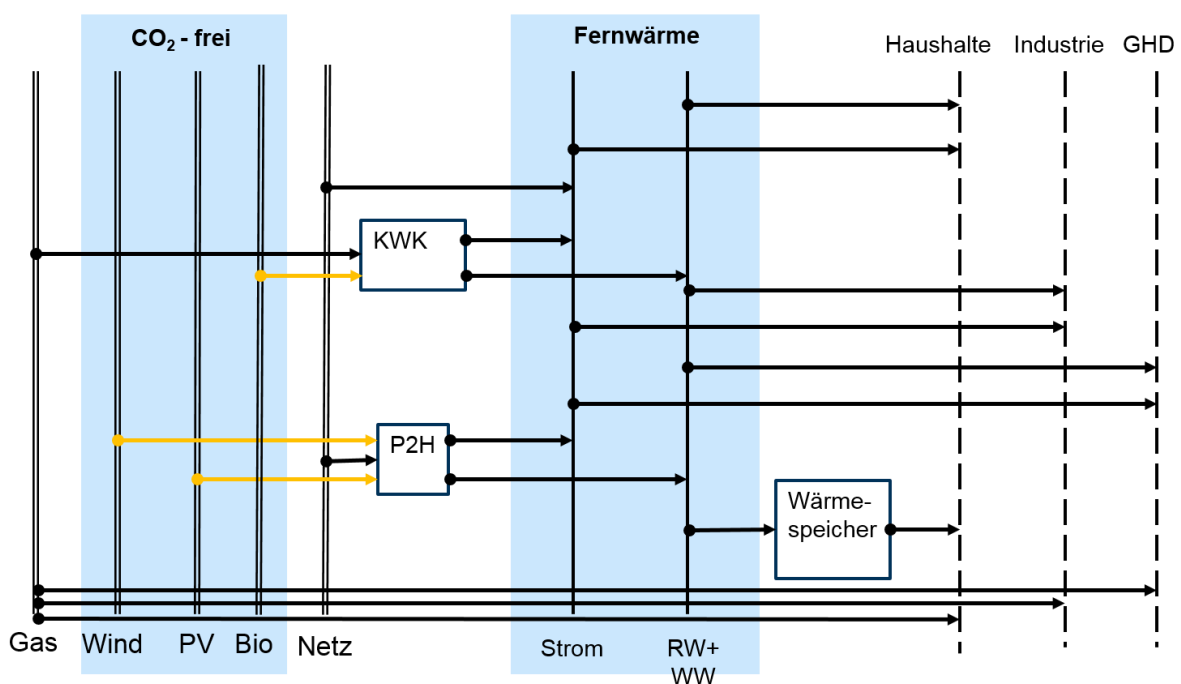 CO₂ - frei
Fernwärme
Haushalte
Industrie
GHD
KWK
P2H
Wärme-
speicher
Gas
Wind
PV
Bio
Netz
Strom
RW+
WW